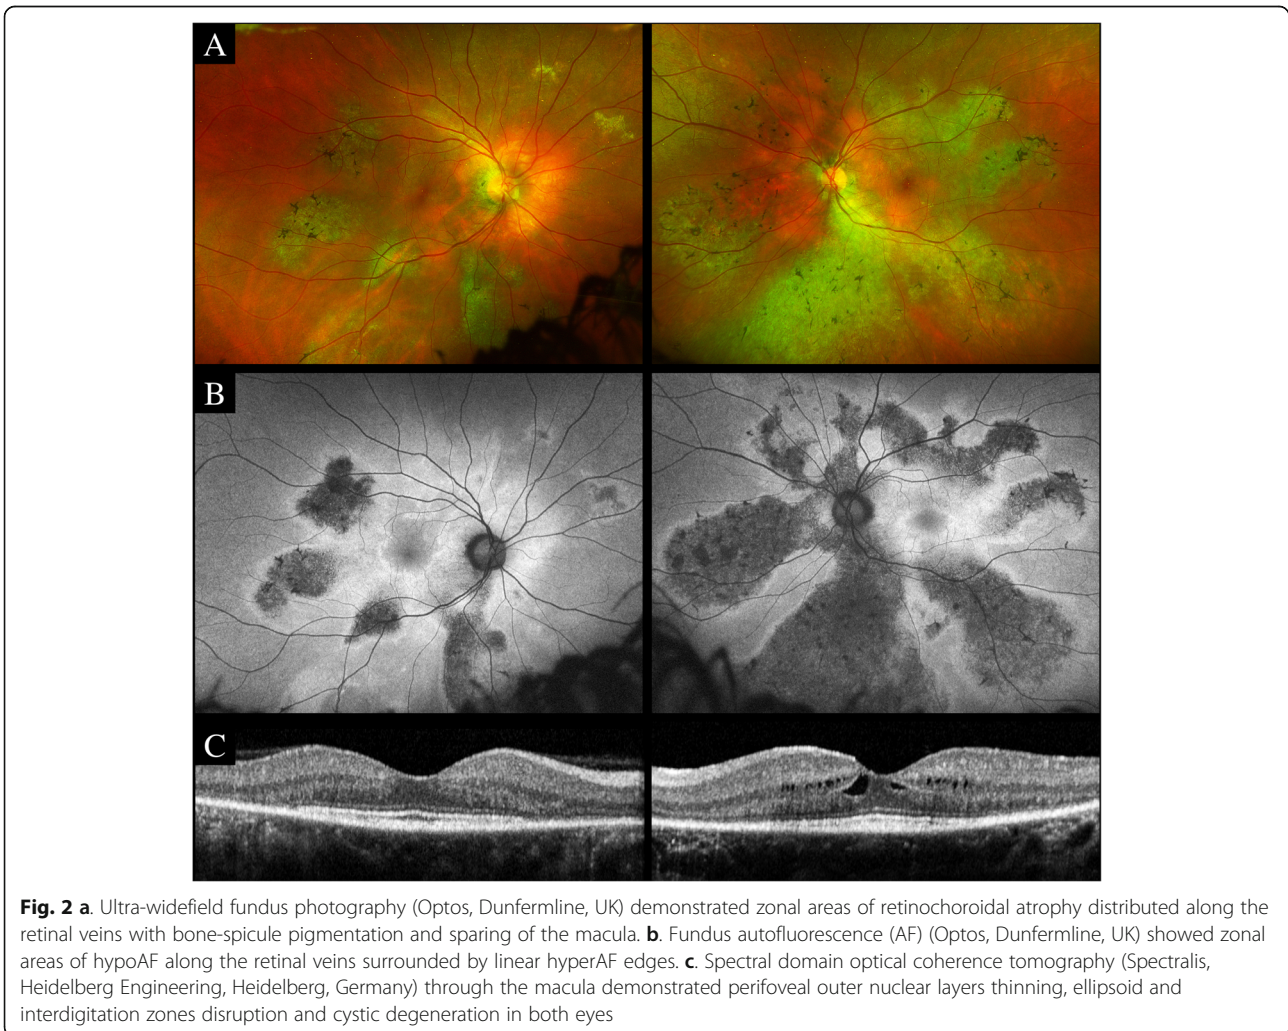 A
B
C
Fig. 2 a. Ultra-widefield fundus photography (Optos, Dunfermline, UK) demonstrated zonal areas of retinochoroidal atrophy distributed along the
retinal veins with bone-spicule pigmentation and sparing of the macula. b. Fundus autofluorescence (AF) (Optos, Dunfermline, UK) showed zonal
areas of hypoAF along the retinal veins surrounded by linear hyperAF edges. c. Spectral domain optical coherence tomography (Spectralis,
Heidelberg Engineering, Heidelberg, Germany) through the macula demonstrated perifoveal outer nuclear layers thinning, ellipsoid and
interdigitation zones disruption and cystic degeneration in both eyes